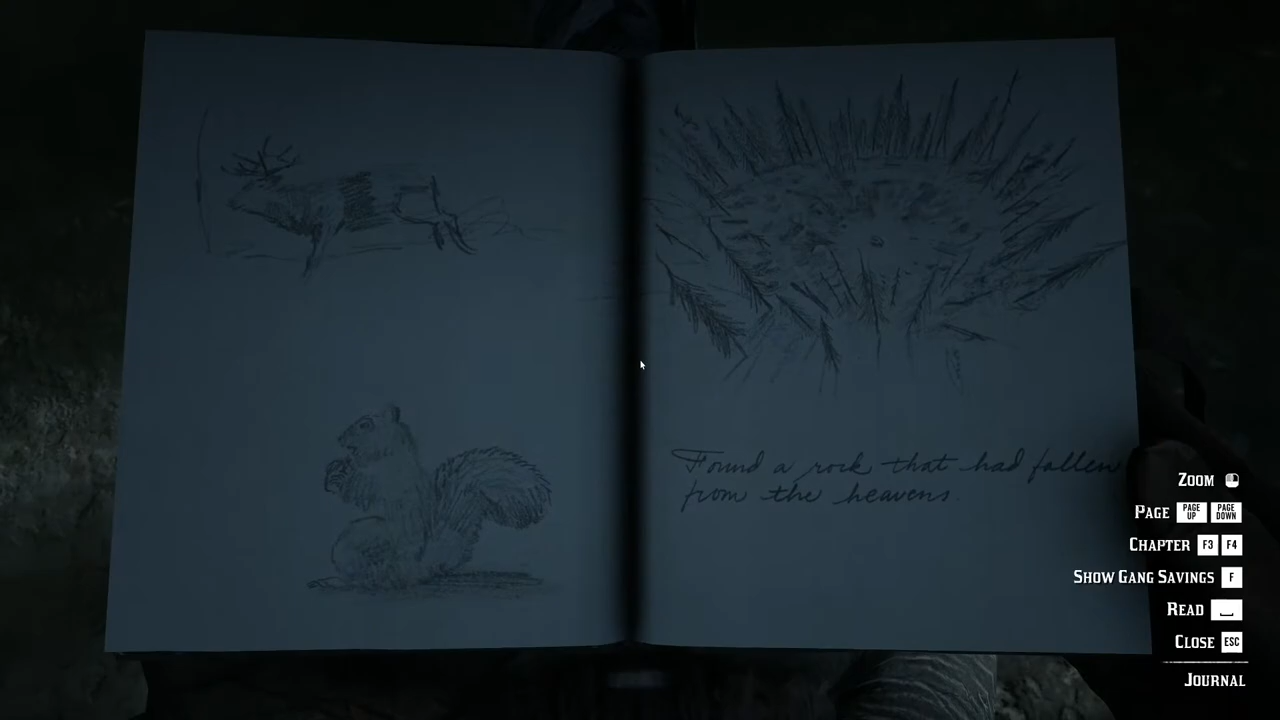 Found a rock that had fallen
from the heavens.
ZOOM
PAGE PAGE UP PAGE DOWN
CHAPTER F3 F4
SHOW GANG SAVINGS F
READ
CLOSE ESC
JOURNAL